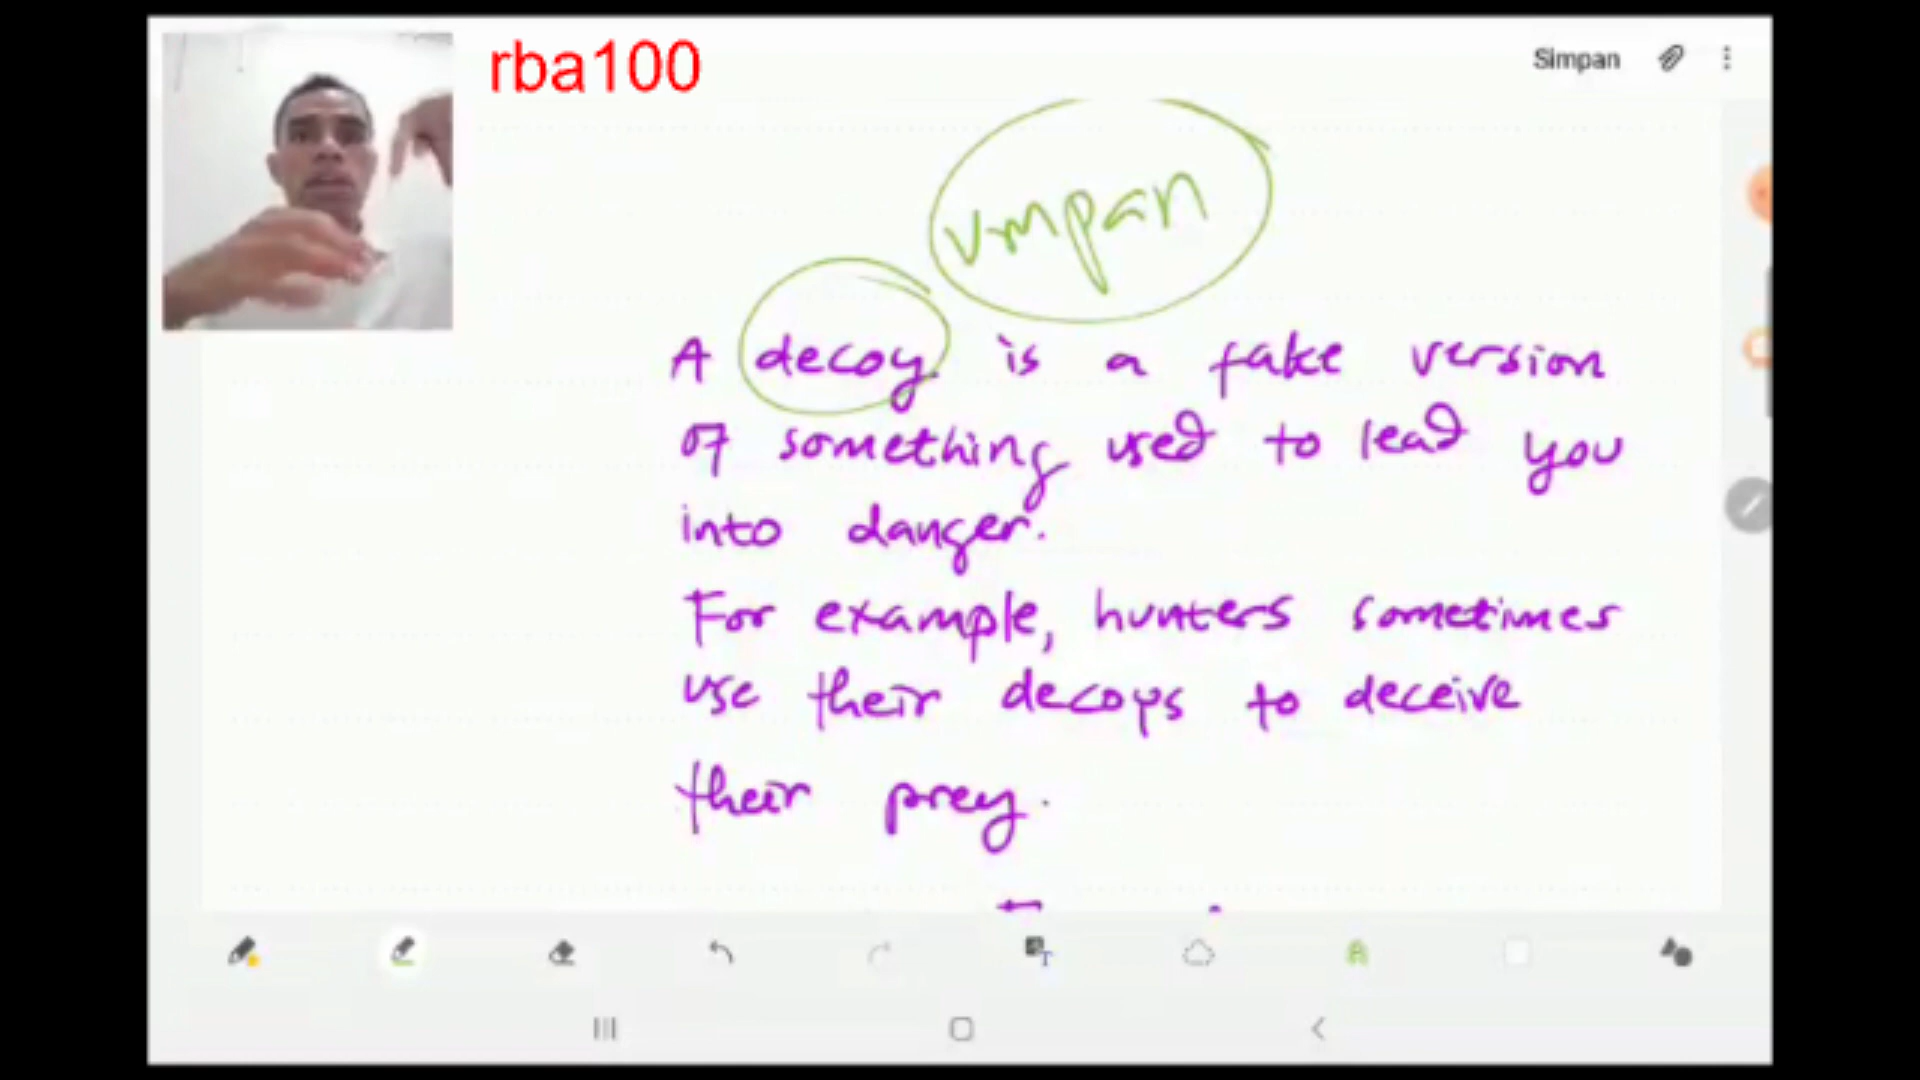 rba100
Simpan
umpan
A decoy is a fake version
of something used to lead you
into danger.
For example, hunters sometimes
use their decoys to deceive
their prey.